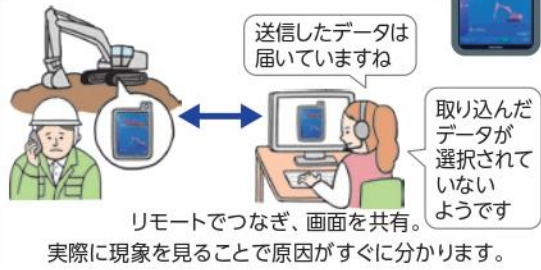 送信したデータは
届いていますね
取り込んだ
データが
選択されて
いない
ようです
リモートでつなぎ、画面を共有。
実際に現象を見ることで原因がすぐに分かります。